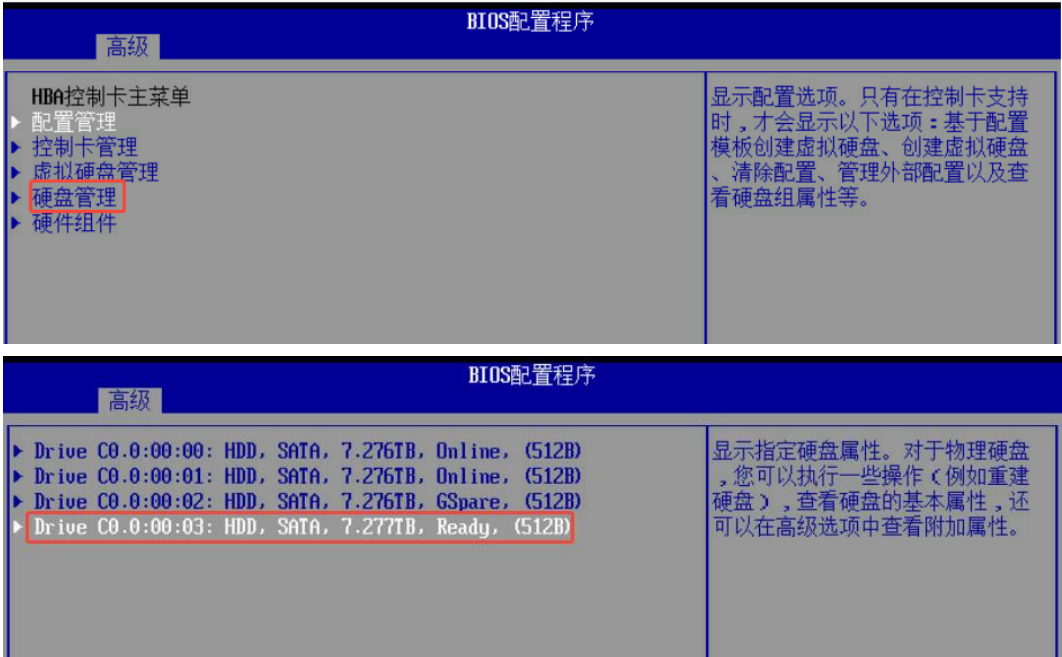 BIOS配置程序
高级
HBA控制卡主菜单
配置管理
控制卡管理
虚拟硬盘管理
硬盘管理
硬件组件
显示配置选项。只有在控制卡支持
时,才会显示以下选项:基于配置
模板创建虚拟硬盘、创建虚拟硬盘
、清除配置、管理外部配置以及查
看硬盘组属性等。
BIOS配置程序
高级
Drive C0.0:00:00: HDD, SATA, 7.276TB, Online, (512B)
Drive C0.0:00:01: HDD, SATA, 7.276TB, Online, (512B)
Drive C0.0:00:02: HDD, SATA, 7.276TB, GSpare, (512B)
Drive C0.0:00:03: HDD, SATA, 7.277TB, Ready, (512B)
显示指定硬盘属性。对于物理硬盘
,您可以执行一些操作(例如重建
硬盘),查看硬盘的基本属性,还
可以在高级选项中查看附加属性。